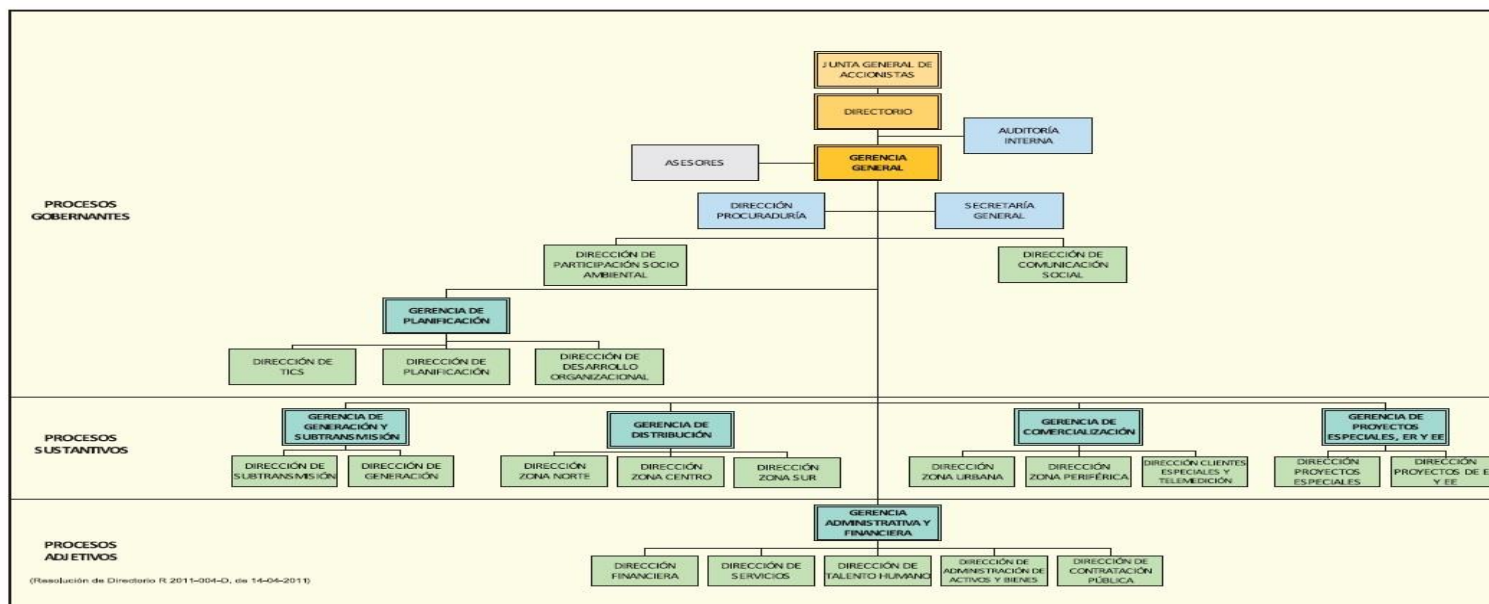 JUNTA GENERAL DE
ACCIONISTAS
DIRECTORIO
AUDITORÍA
INTERNA
ASESORES
GERENCIA
GENERAL
PROCESOS
GOBERNANTES
DIRECCIÓN
PROCURADURÍA
SECRETARÍA
GENERAL
DIRECCIÓN DE
PARTICIPACIÓN SOCIO
AMBIENTAL
DIRECCIÓN DE
COMUNICACIÓN
SOCIAL
GERENCIA DE
PLANIFICACIÓN
DIRECCIÓN DE
TICS
DIRECCIÓN DE
PLANIFICACIÓN
DIRECCIÓN DE
DESARROLLO
ORGANIZACIONAL
PROCESOS
SUSTANTIVOS
GERENCIA DE
GENERACIÓN Y
SUBTRANSMISIÓN
GERENCIA DE
DISTRIBUCIÓN
GERENCIA DE
COMERCIALIZACIÓN
GERENCIA DE
PROYECTOS
ESPECIALES, ER Y EE
DIRECCIÓN DE
SUBTRANSMISIÓN
DIRECCIÓN DE
GENERACIÓN
DIRECCIÓN
ZONA NORTE
DIRECCIÓN
ZONA CENTRO
DIRECCIÓN
ZONA SUR
DIRECCIÓN
ZONA URBANA
DIRECCIÓN
ZONA PERIFÉRICA
DIRECCIÓN CLIENTES
ESPECIALES Y
TELEMEDICIÓN
DIRECCIÓN
PROYECTOS
ESPECIALES
DIRECCIÓN
PROYECTOS DE
Y EE
PROCESOS
ADJETIVOS
GERENCIA
ADMINISTRATIVA Y
FINANCIERA
DIRECCIÓN
FINANCIERA
DIRECCIÓN DE
SERVICIOS
DIRECCIÓN DE
TALENTO HUMANO
DIRECCIÓN DE
ADMINISTRACIÓN DE
ACTIVOS Y BIENES
DIRECCIÓN DE
CONTRATACIÓN
PÚBLICA
(Resolución de Directorio R 2011-004-D, de 14-04-2011)